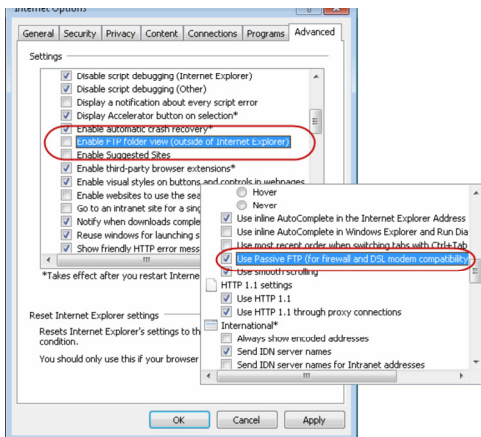 Internet Options
General Security Privacy Content Connections Programs Advanced
Settings
Disable script debugging (Internet Explorer)
Disable script debugging (Other)
Display a notification about every script error
Display Accelerator button on selection*
Enable automatic crash recovery*
Enable FTP folder view (outside of Internet Explorer)
Enable Suggested Sites
Enable third-party browser extensions*
Enable visual styles on buttons and controls in webpages
Enable websites to use the sea
Go to an intranet site for a sing
Notify when downloads comple
Reuse windows for launching s
Show friendly HTTP error mess
*Takes effect after you restart Interne
Reset Internet Explorer settings
Resets Internet Explorer's settings to th
condition.
You should only use this if your browser
Hover
Never
Use inline AutoComplete in the Internet Explorer Address
Use inline AutoComplete in Windows Explorer and Run Dia
Use most recent order when switching tabs with Ctrl+Tab
Use Passive FTP (for firewall and DSL modem compatibility
Use smooth scrolling
HTTP 1.1 settings
Use HTTP 1.1
Use HTTP 1.1 through proxy connections
International*
Always show encoded addresses
Send IDN server names
Send IDN server names for Intranet addresses
OK Cancel Apply